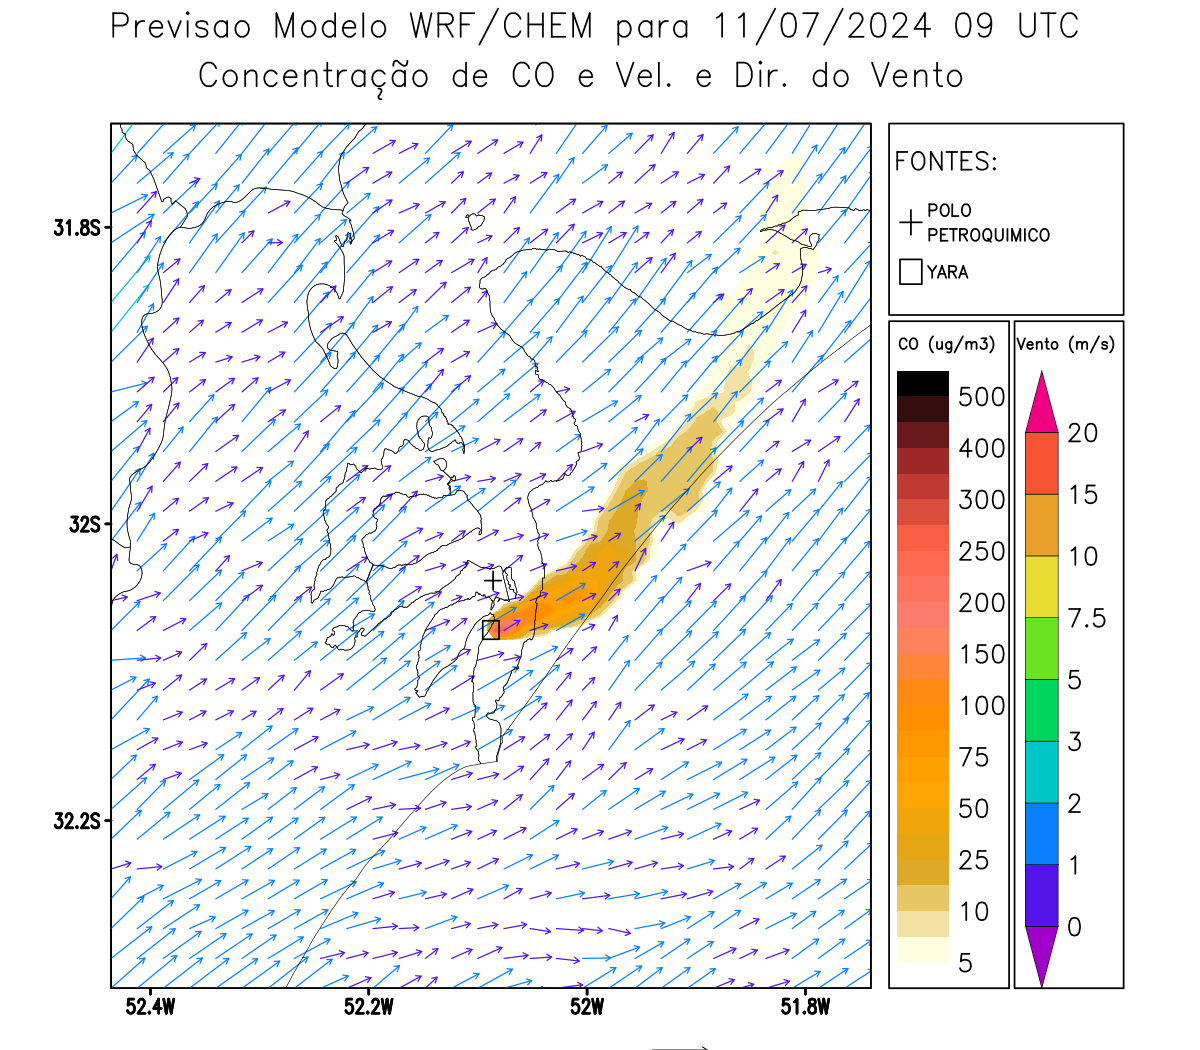 Previsao Modelo WRF/CHEM para 11/07/2024 09 UTC
Concentração de CO e Vel. e Dir. do Vento
FONTES:
POLO
PETROQUIMICO
YARA
CO (ug/m3)
500
400
300
250
200
150
100
75
50
25
10
5
Vento (m/s)
20
15
10
7.5
5
3
2
1
0
31.8S
32S
32.2S
52.4W
52.2W
52W
51.8W